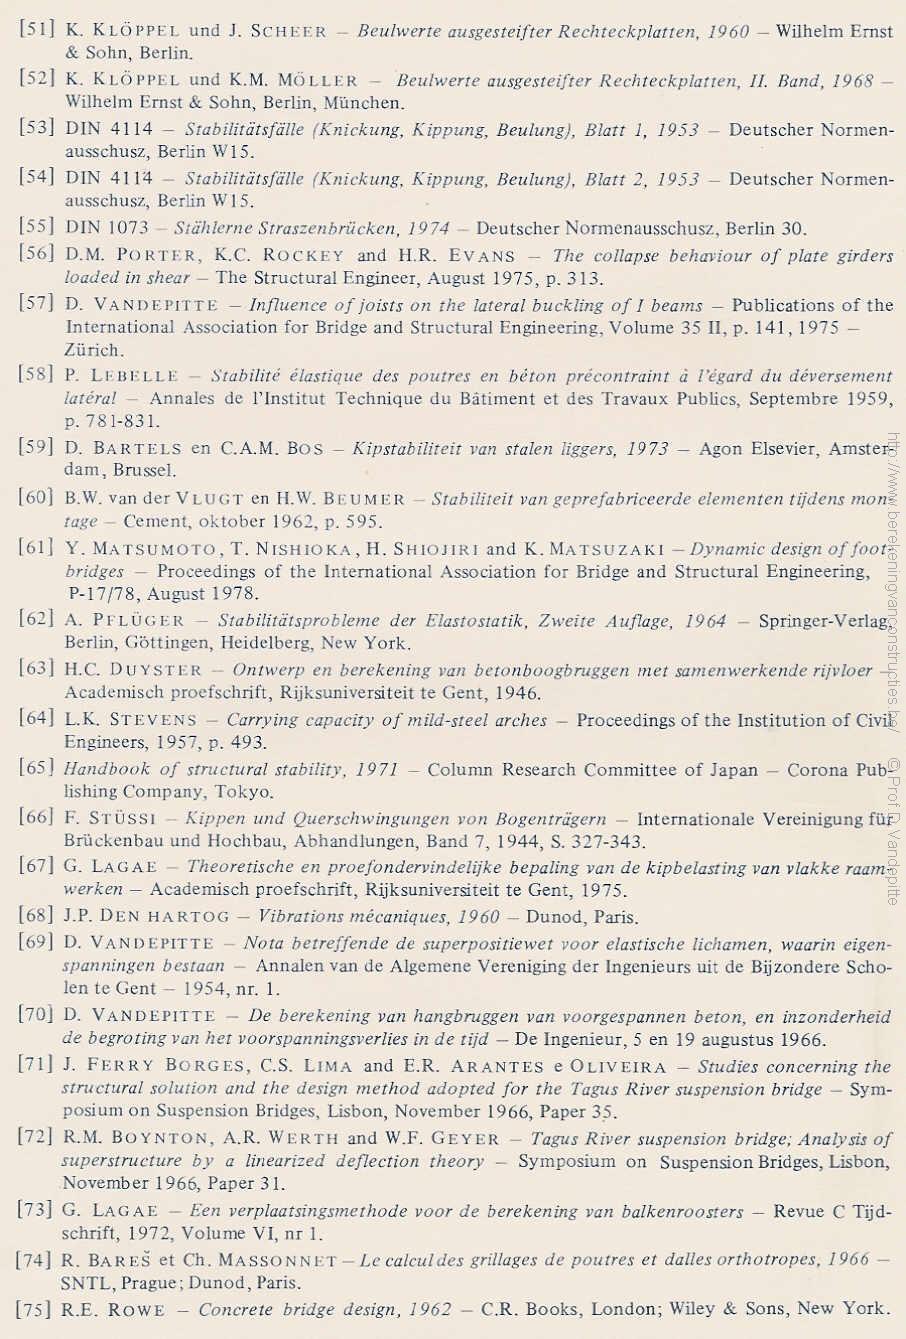 [51] K. KLÖPPEL und J. SCHEER – Beulwerte ausgesteifter Rechteckplatten, 1960 – Wilhelm Ernst
& Sohn, Berlin.
[52] K. KLÖPPEL und K.M. MÖLLER – Beulwerte ausgesteifter Rechteckplatten, II. Band, 1968 –
Wilhelm Ernst & Sohn, Berlin, München.
[53] DIN 4114 – Stabilitätsfälle (Knickung, Kippung, Beulung), Blatt 1, 1953 – Deutscher Normen-
ausschusz, Berlin W15.
[54] DIN 4114 – Stabilitätsfälle (Knickung, Kippung, Beulung), Blatt 2, 1953 – Deutscher Normen-
ausschusz, Berlin W15.
[55] DIN 1073 – Stählerne Straszenbrücken, 1974 – Deutscher Normenausschusz, Berlin 30.
[56] D.M. PORTER, K.C. ROCKEY and H.R. EVANS – The collapse behaviour of plate girders
loaded in shear – The Structural Engineer, August 1975, p. 313.
[57] D. VANDEPITTE – Influence of joists on the lateral buckling of I beams – Publications of the
International Association for Bridge and Structural Engineering, Volume 35 II, p. 141, 1975 –
Zürich.
[58] P. LEBELLE – Stabilité élastique des poutres en béton précontraint à l'égard du déversement
latéral – Annales de l'Institut Technique du Bâtiment et des Travaux Publics, Septembre 1959,
p. 781-831.
[59] D. BARTELS en C.A.M. BOS – Kipstabiliteit van stalen liggers, 1973 – Agon Elsevier, Amster-
dam, Brussel.
[60] B.W. van der VLUGT en H.W. BEUMER – Stabiliteit van geprefabriceerde elementen tijdens mon-
tage – Cement, oktober 1962, p. 595.
[61] Y. MATSUMOTO, T. NISHIOKA, H. SHIOJIRI and K. MATSUZAKI – Dynamic design of foot-
bridges – Proceedings of the International Association for Bridge and Structural Engineering,
P-17/78, August 1978.
[62] A. PFLÜGER – Stabilitätsprobleme der Elastostatik, Zweite Auflage, 1964 – Springer-Verlag,
Berlin, Göttingen, Heidelberg, New York.
[63] H.C. DUYSTER – Ontwerp en berekening van betonboogbruggen met samenwerkende rijvloer –
Academisch proefschrift, Rijksuniversiteit te Gent, 1946.
[64] L.K. STEVENS – Carrying capacity of mild-steel arches – Proceedings of the Institution of Civil
Engineers, 1957, p. 493.
[65] Handbook of structural stability, 1971 – Column Research Committee of Japan – Corona Pub-
lishing Company, Tokyo.
[66] F. STÜSSI – Kippen und Querschwingungen von Bogenträgern – Internationale Vereinigung für
Brückenbau und Hochbau, Abhandlungen, Band 7, 1944, S. 327-343.
[67] G. LAGAE – Theoretische en proefondervindelijke bepaling van de kipbelasting van vlakke raam-
werken – Academisch proefschrift, Rijksuniversiteit te Gent, 1975.
[68] J.P. DEN HARTOG – Vibrations mécaniques, 1960 – Dunod, Paris.
[69] D. VANDEPITTE – Nota betreffende de superpositiewet voor elastische lichamen, waarin eigen-
spanningen bestaan – Annalen van de Algemene Vereniging der Ingenieurs uit de Bijzondere Scho-
len te Gent – 1954, nr. 1.
[70] D. VANDEPITTE – De berekening van hangbruggen van voorgespannen beton, en inzonderheid
de begroting van het voorspanningsverlies in de tijd – De Ingenieur, 5 en 19 augustus 1966.
[71] J. FERRY BORGES, C.S. LIMA and E.R. ARANTES e OLIVEIRA – Studies concerning the
structural solution and the design method adopted for the Tagus River suspension bridge – Sym-
posium on Suspension Bridges, Lisbon, November 1966, Paper 35.
[72] R.M. BOYNTON, A.R. WERTH and W.F. GEYER – Tagus River suspension bridge; Analysis of
superstructure by a linearized deflection theory – Symposium on Suspension Bridges, Lisbon,
November 1966, Paper 31.
[73] G. LAGAE – Een verplaatsingsmethode voor de berekening van balkenroosters – Revue C Tijd-
schrift, 1972, Volume VI, nr 1.
[74] R. BAREŠ et Ch. MASSONNET – Le calcul des grillages de poutres et dalles orthotropes, 1966 –
SNTL, Prague; Dunod, Paris.
[75] R.E. ROWE – Concrete bridge design, 1962 – C.R. Books, London; Wiley & Sons, New York.
http://www.berekeningvanconstructies.be/ © Prof D. Vandepitte